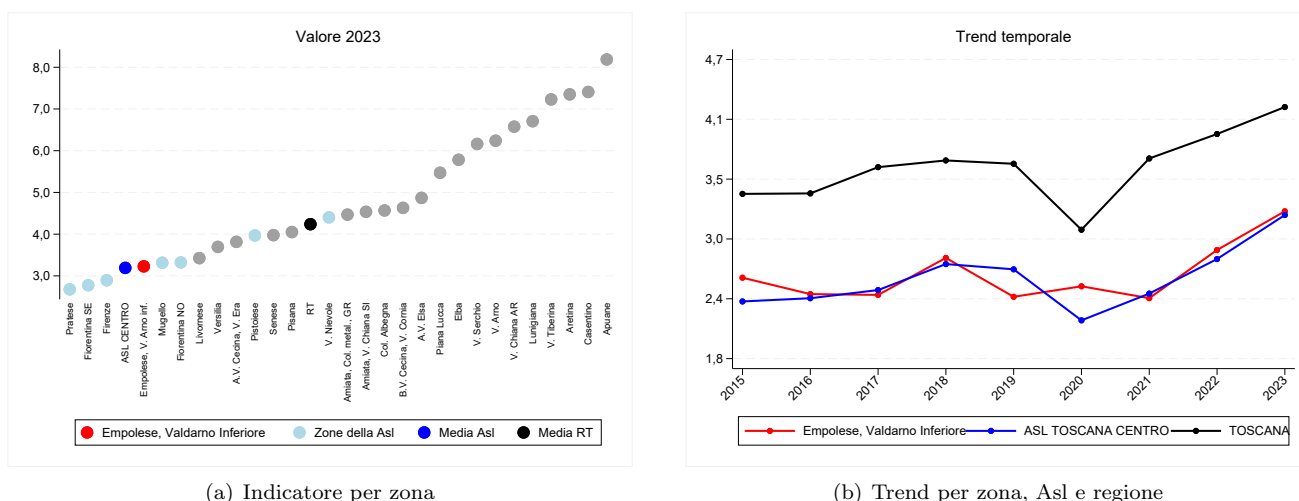 Valore 2023
8,0
7,0
6,0
5,0
4,0
3,0
Pratese
Fiorentina SE
Firenze
ASL CENTRO
Empolese, V. Arno inf.
Mugello
Fiorentina NO
Livornese
Versilia
A.V. Cecina, V. Era
Pistoiese
Senese
Pisana
RT
V. Nievole
Amiata, Col. metal., GR
Amiata, V. Chiana SI
Col. Albegna
B.V. Cecina, V. Cornia
A.V. Elsa
Piana Lucca
Elba
V. Serchio
V. Arno
V. Chiana AR
Lunigiana
V. Tiberina
Aretina
Casentino
Apuane
Empolese, Valdarno Inferiore
Zone della Asl
Media Asl
Media RT
(a) Indicatore per zona
Trend temporale
4,7
4,1
3,5
3,0
2,4
1,8
2015
2016
2017
2018
2019
2020
2021
2022
2023
Empolese, Valdarno Inferiore
ASL TOSCANA CENTRO
TOSCANA
(b) Trend per zona, Asl e regione